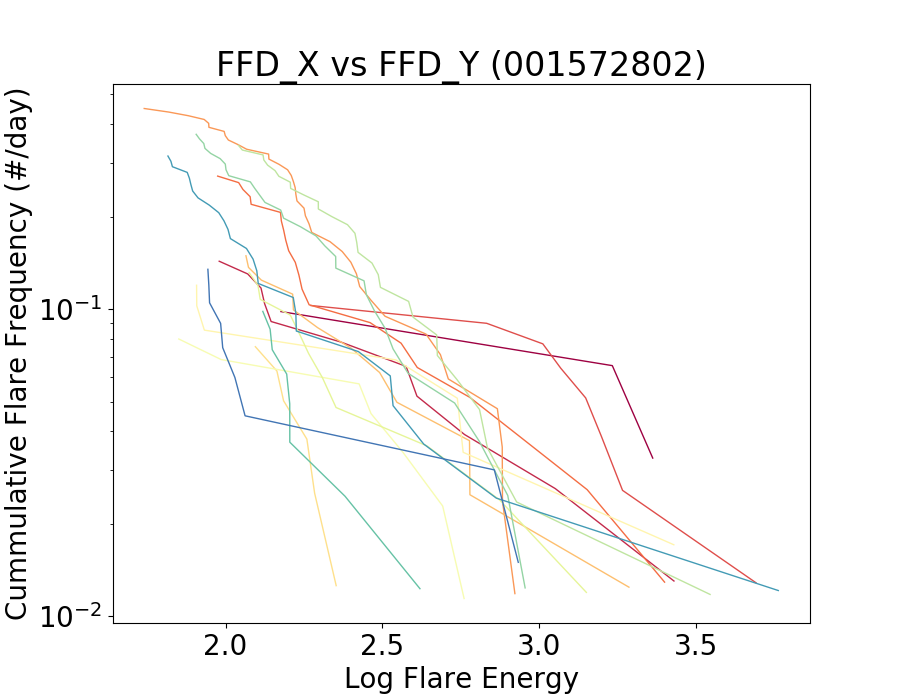 FFD_X vs FFD_Y (001572802)
Cummulative Flare Frequency (#/day)
10⁻¹
10⁻²
2.0 2.5 3.0 3.5
Log Flare Energy